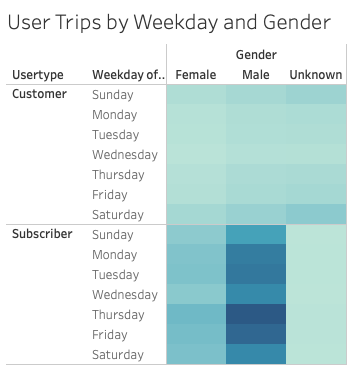 User Trips by Weekday and Gender
Gender
Usertype Weekday of.. Female Male Unknown
Customer Sunday
Monday
Tuesday
Wednesday
Thursday
Friday
Saturday
Subscriber Sunday
Monday
Tuesday
Wednesday
Thursday
Friday
Saturday